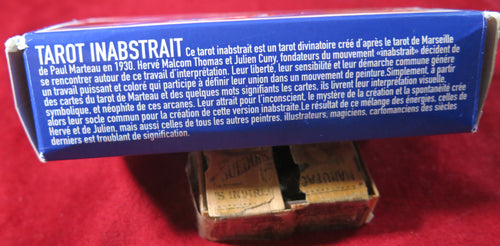 TAROT INABSTRAIT Ce tarot inabstrait est un tarot divinatoire créé d'après le tarot de Marseille
de Paul Marteau en 1930. Hervé Malcom Thomas et Julien Cuny, fondateurs du mouvement «inabstrait» décident de
se rencontrer autour de ce travail d'interprétation. Leur liberté, leur sensibilité et leur démarche commune génère
un travail puissant et coloré qui participe à définir leur union dans un mouvement de peinture.Simplement, à partir
des cartes du tarot de Marteau et des quelques mots signifiants les cartes, ils livrent leur interprétation visuelle,
symbolique, et néophite de ces arcanes. Leur attrait pour l'inconscient, le mystère de la création et la spontanéité crée
alors leur socle commun pour la création de cette version inabstraite.Le résultat de ce mélange des énergies, celles de
Hervé et de Julien, mais aussi celles de tous les autres peintres, illustrateurs, magiciens, cartomanciens des siècles
derniers est troublant de signification.